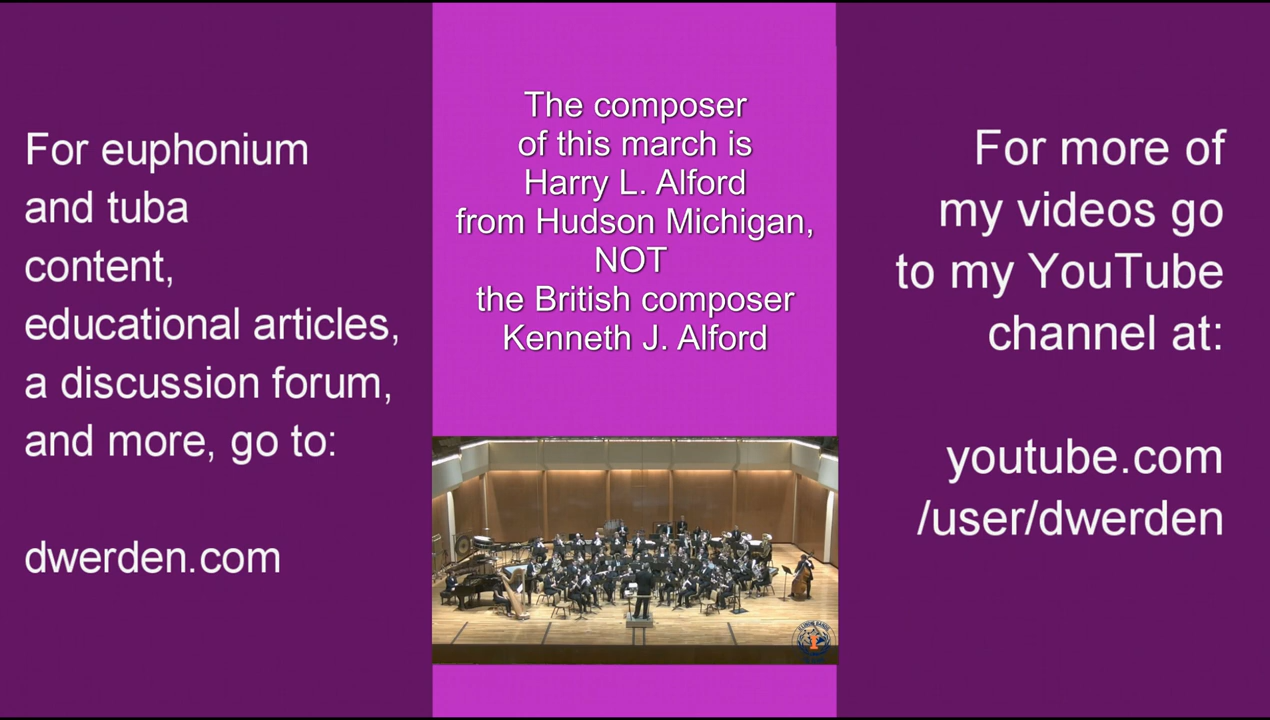 For euphonium
and tuba
content,
educational articles,
a discussion forum,
and more, go to:
dwerden.com
The composer
of this march is
Harry L. Alford
from Hudson Michigan,
NOT
the British composer
Kenneth J. Alford
For more of
my videos go
to my YouTube
channel at:
youtube.com
/user/dwerden